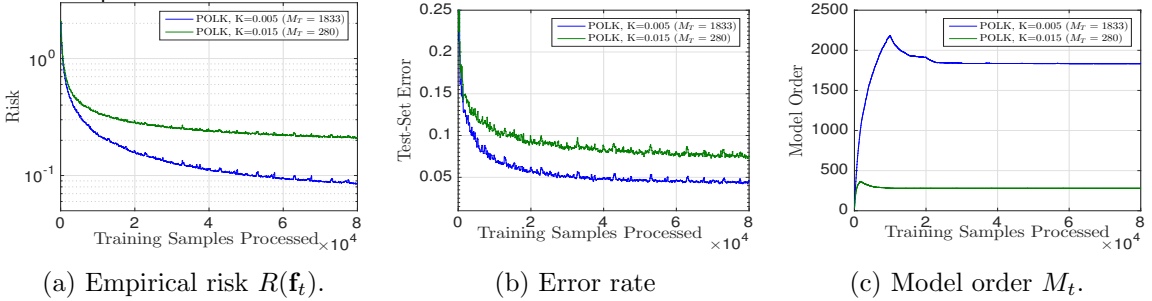 POLK, K=0.005 (M_T = 1833)
POLK, K=0.015 (M_T = 280)
Risk
10^0
10^{-1}
0 2 4 6 8
Training Samples Processed
×10^4
(a) Empirical risk R(f_t).
POLK, K=0.005 (M_T = 1833)
POLK, K=0.015 (M_T = 280)
Test-Set Error
0.25
0.2
0.15
0.1
0.05
0 2 4 6 8
Training Samples Processed
×10^4
(b) Error rate
POLK, K=0.005 (M_T = 1833)
POLK, K=0.015 (M_T = 280)
Model Order
2500
2000
1500
1000
500
0
0 2 4 6 8
Training Samples Processed
×10^4
(c) Model order M_t.